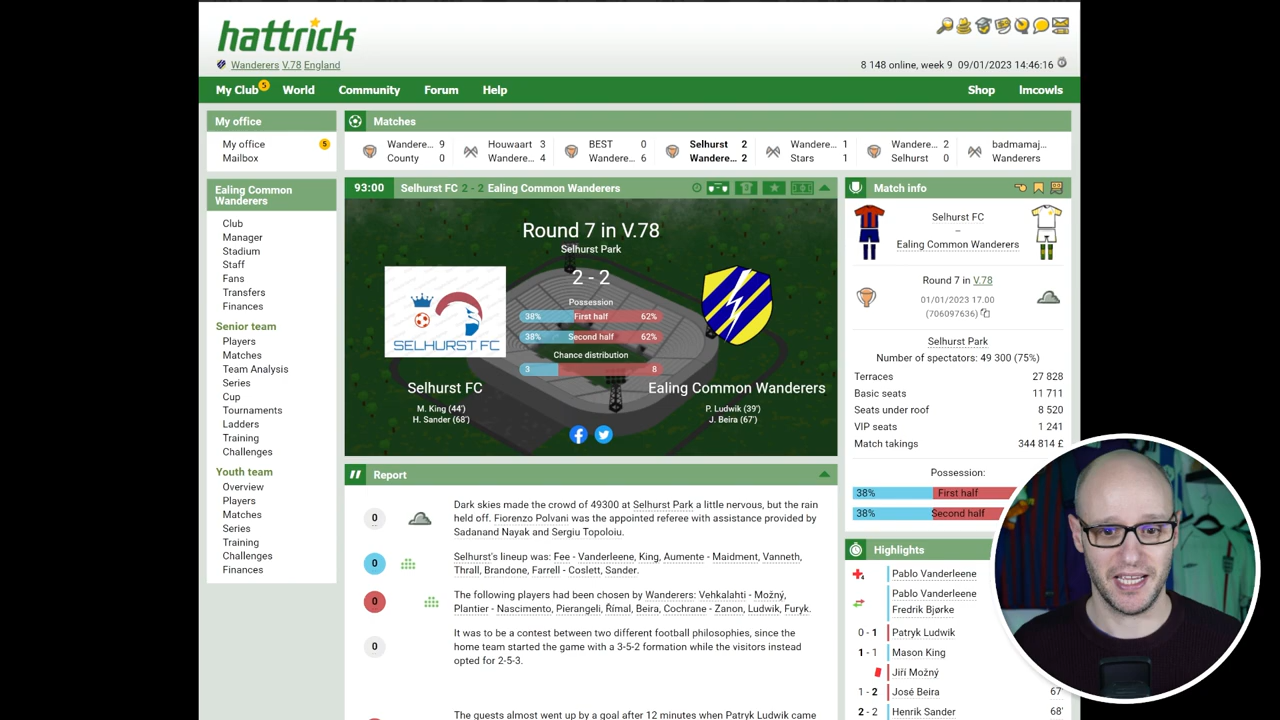 hattrick
Wanderers V.78 England
8 148 online, week 9 09/01/2023 14:46:16
My Club 5 World Community Forum Help Shop lmcowls
My office
My office 5
Mailbox
Ealing Common
Wanderers
Club
Manager
Stadium
Staff
Fans
Transfers
Finances
Senior team
Players
Matches
Team Analysis
Series
Cup
Tournaments
Ladders
Training
Challenges
Youth team
Overview
Players
Matches
Series
Training
Challenges
Finances
Matches
Wandere... 9
County 0
Houwaart 3
Wandere... 4
BEST 0
Wandere... 6
Selhurst 2
Wandere... 2
Wandere... 1
Stars 1
Wandere... 2
Selhurst 0
badmamaj...
Wanderers
93:00 Selhurst FC 2 - 2 Ealing Common Wanderers
Round 7 in V.78
Selhurst Park
2 - 2
Possession
38% First half 62%
38% Second half 62%
Chance distribution
3 8
SELHURST FC
Selhurst FC
M. King (44')
H. Sander (68')
Ealing Common Wanderers
P. Ludwik (39')
J. Beira (67')
Report
0 Dark skies made the crowd of 49300 at Selhurst Park a little nervous, but the rain
held off. Fiorenzo Polvani was the appointed referee with assistance provided by
Sadanand Nayak and Sergiu Topoloiu.
0 Selhurst's lineup was: Fee - Vanderleene, King, Aumente - Maidment, Vanneth,
Thrall, Brandone, Farrell - Coslett, Sander.
0 The following players had been chosen by Wanderers: Vehkalahti - Možný,
Plantier - Nascimento, Pierangeli, Římal, Beira, Cochrane - Zanon, Ludwik, Furyk.
0 It was to be a contest between two different football philosophies, since the
home team started the game with a 3-5-2 formation while the visitors instead
opted for 2-5-3.
The guests almost went up by a goal after 12 minutes when Patryk Ludwik came
Match info
Selhurst FC
–
Ealing Common Wanderers
Round 7 in V.78
01/01/2023 17.00
(706097636)
Selhurst Park
Number of spectators: 49 300 (75%)
Terraces 27 828
Basic seats 11 711
Seats under roof 8 520
VIP seats 1 241
Match takings 344 814 £
Possession:
38% First half
38% Second half
Highlights
Pablo Vanderleene
Pablo Vanderleene
Fredrik Bjørke
0 - 1 Patryk Ludwik
1 - 1 Mason King
Jiří Možný
1 - 2 José Beira 67'
2 - 2 Henrik Sander 68'